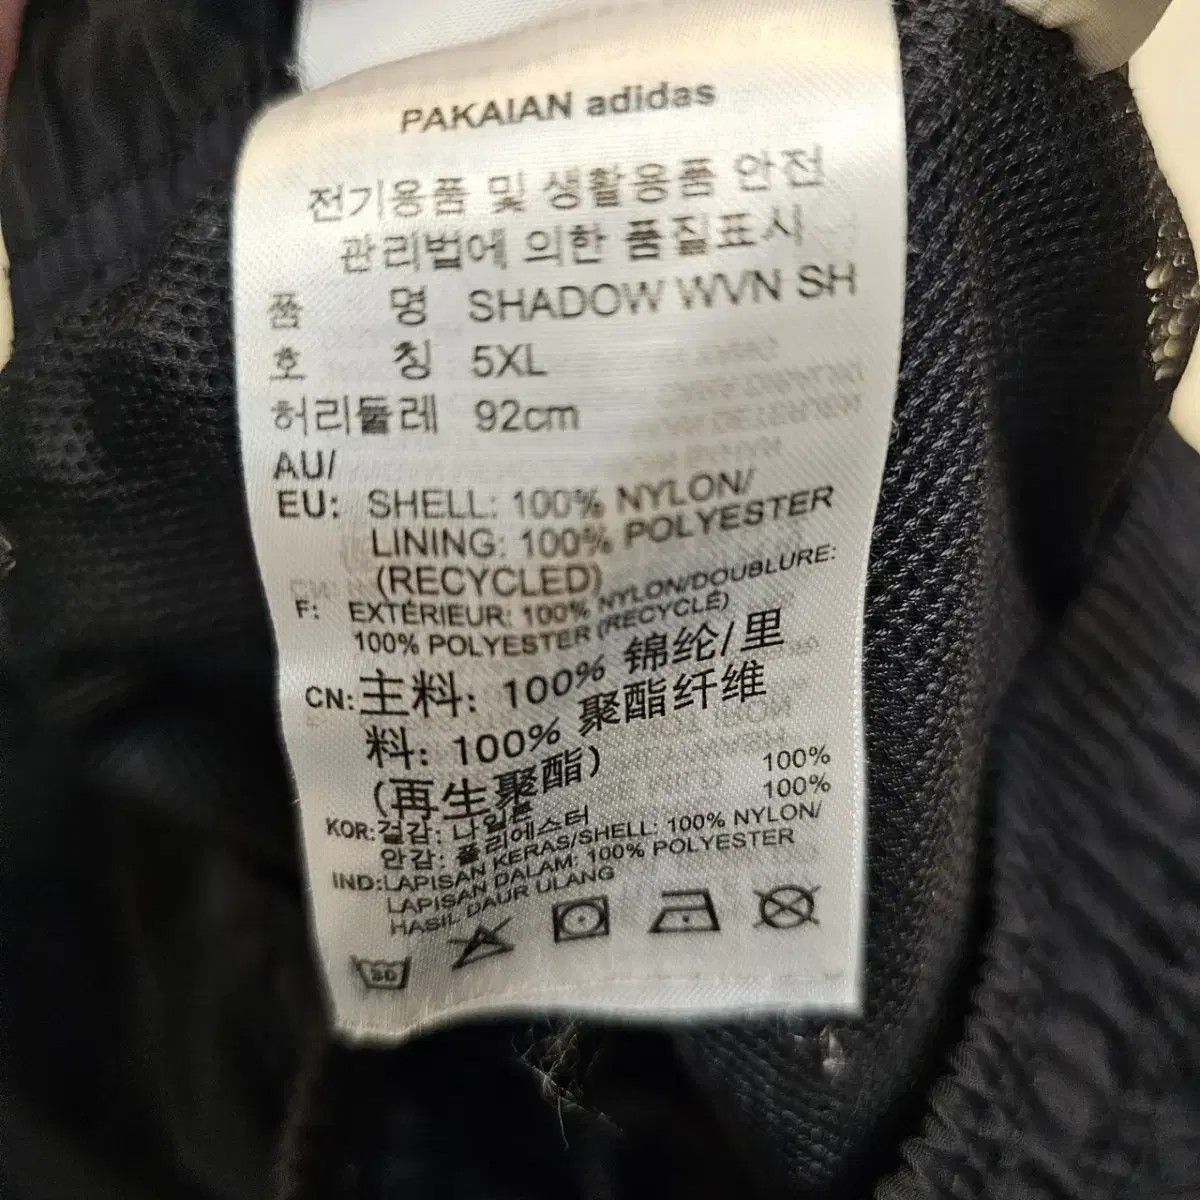 PAKAIAN adidas
전기용품 및 생활용품 안전
관리법에 의한 품질표시
품 명 SHADOW WVN SH
호 칭 5XL
허리둘레 92cm
AU/
EU: SHELL: 100% NYLON/
LINING: 100% POLYESTER
(RECYCLED)
F: EXTÉRIEUR: 100% NYLON/DOUBLURE:
100% POLYESTER (RECYCLÉ)
CN: 主料: 100% 锦纶/里
料: 100% 聚酯纤维
(再生聚酯)
KOR: 겉감: 나일론 100%
안감: 폴리에스터 100%
IND: LAPISAN KERAS/SHELL: 100% NYLON/
LAPISAN DALAM: 100% POLYESTER
HASIL DAUR ULANG
30